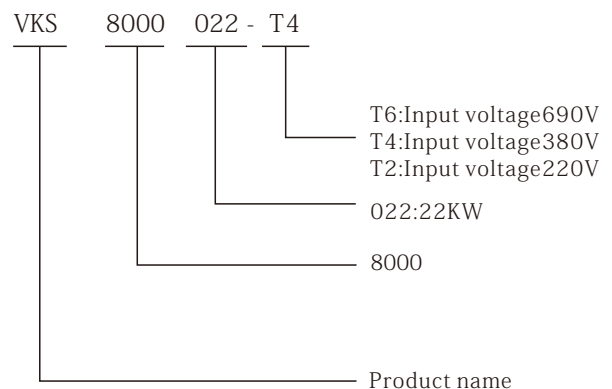 VKS 8000 022 - T4
T6:Input voltage690V
T4:Input voltage380V
T2:Input voltage220V
022:22KW
8000
Product name